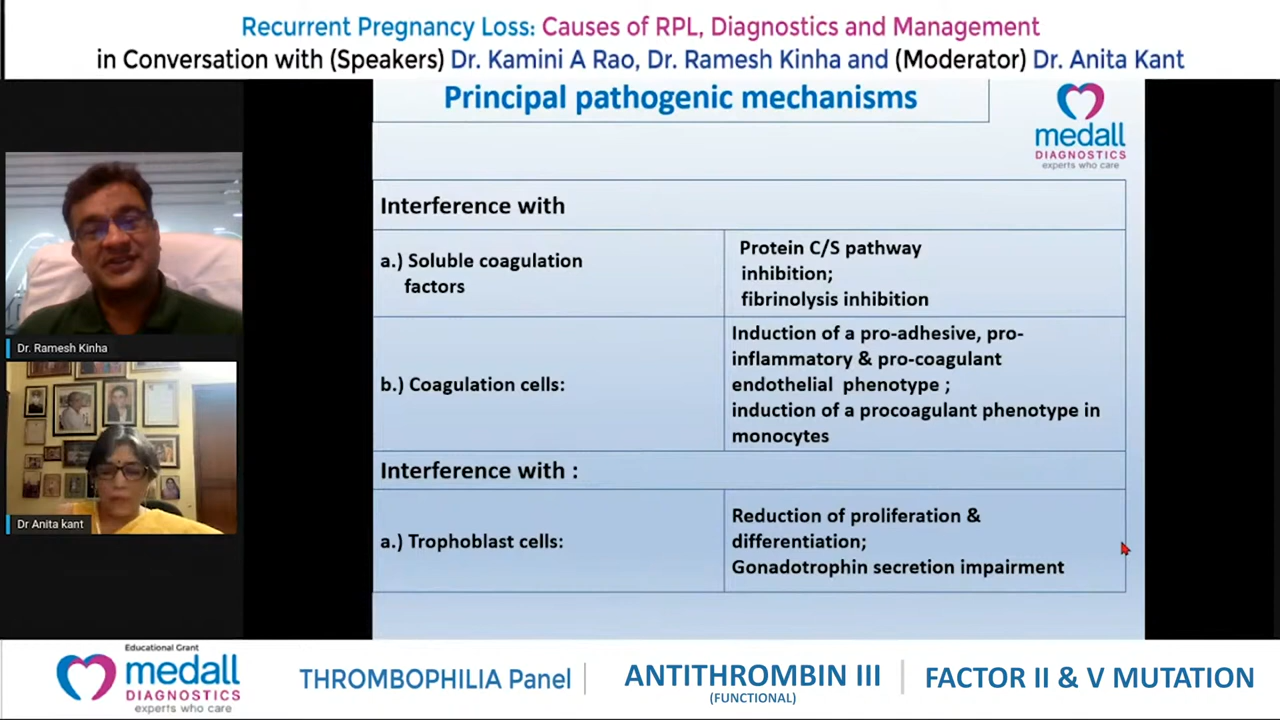 Recurrent Pregnancy Loss: Causes of RPL, Diagnostics and Management
in Conversation with (Speakers) Dr. Kamini A Rao, Dr. Ramesh Kinha and (Moderator) Dr. Anita Kant
Principal pathogenic mechanisms
medall
DIAGNOSTICS
experts who care
Interference with
a.) Soluble coagulation
factors
Protein C/S pathway
inhibition;
fibrinolysis inhibition
b.) Coagulation cells:
Induction of a pro-adhesive, pro-
inflammatory & pro-coagulant
endothelial phenotype ;
induction of a procoagulant phenotype in
monocytes
Interference with :
a.) Trophoblast cells:
Reduction of proliferation &
differentiation;
Gonadotrophin secretion impairment
Dr. Ramesh Kinha
Dr Anita kant
Educational Grant
medall
DIAGNOSTICS
experts who care
THROMBOPHILIA Panel
ANTITHROMBIN III
(FUNCTIONAL)
FACTOR II & V MUTATION